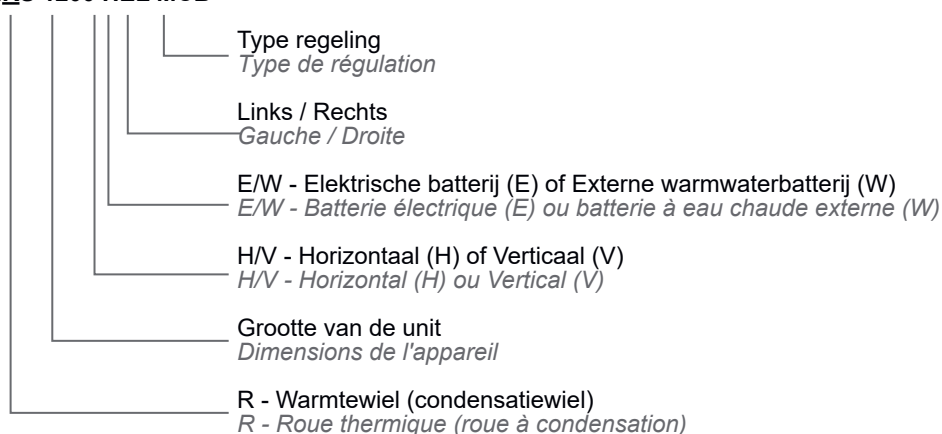 Type regeling
Type de régulation
Links / Rechts
Gauche / Droite
E/W - Elektrische batterij (E) of Externe warmwaterbatterij (W)
E/W - Batterie électrique (E) ou batterie à eau chaude externe (W)
H/V - Horizontaal (H) of Verticaal (V)
H/V - Horizontal (H) ou Vertical (V)
Grootte van de unit
Dimensions de l'appareil
R - Warmtewiel (condensatiewiel)
R - Roue thermique (roue à condensation)